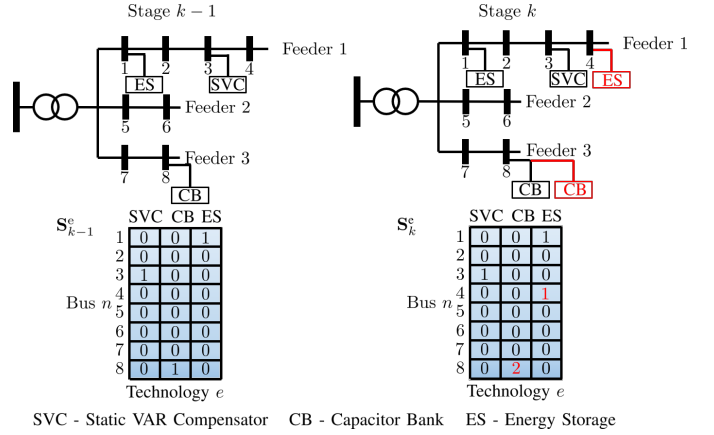 Stage k − 1
Feeder 1
1 2 3 4
ES SVC
Feeder 2
5 6
Feeder 3
7 8
CB
SVC CB ES
S^e_{k−1}
1 0 0 1
2 0 0 0
3 1 0 0
4 0 0 0
Bus n
5 0 0 0
6 0 0 0
7 0 0 0
8 0 1 0
Technology e
Stage k
Feeder 1
1 2 3 4
ES SVC ES
Feeder 2
5 6
Feeder 3
7 8
CB CB
SVC CB ES
S^e_k
1 0 0 1
2 0 0 0
3 1 0 0
4 0 0 1
Bus n
5 0 0 0
6 0 0 0
7 0 0 0
8 0 2 0
Technology e
SVC - Static VAR Compensator CB - Capacitor Bank ES - Energy Storage